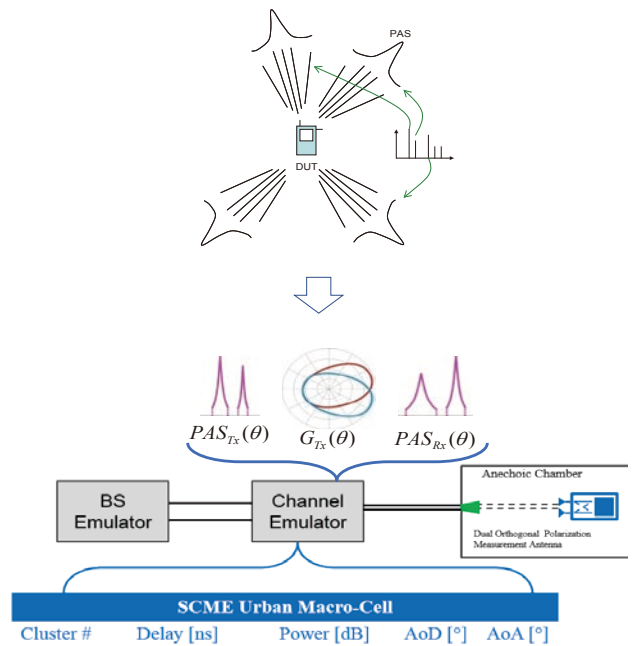 PAS
DUT
PAS_Tx(θ)
G_Tx(θ)
PAS_Rx(θ)
Anechoic Chamber
BS
Emulator
Channel
Emulator
Dual Orthogonal Polarization
Measurement Antenna
SCME Urban Macro-Cell
Cluster # Delay [ns] Power [dB] AoD [°] AoA [°]